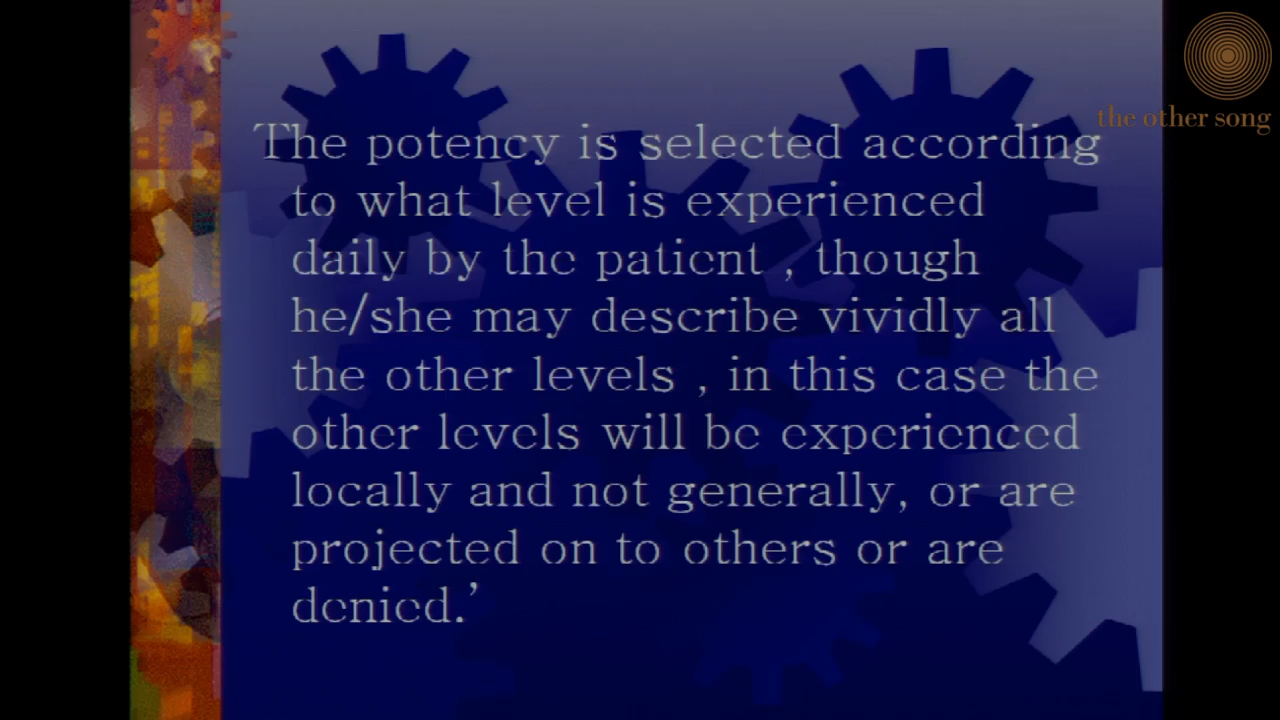 the other song
The potency is selected according
to what level is experienced
daily by the patient , though
he/she may describe vividly all
the other levels , in this case the
other levels will be experienced
locally and not generally, or are
projected on to others or are
denied.’